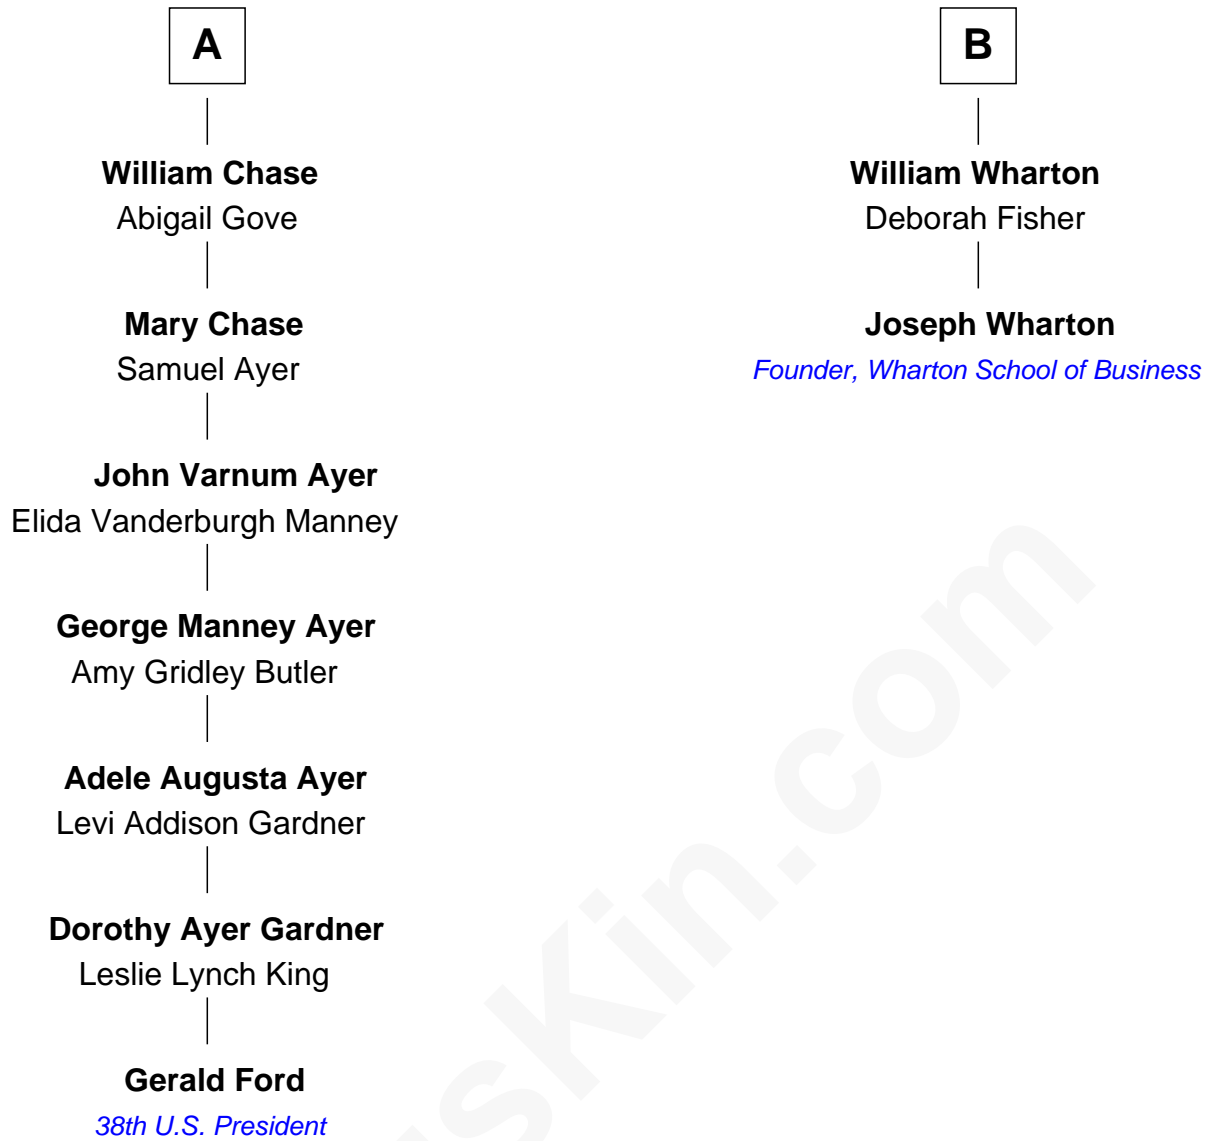 A
William Chase
Abigail Gove
Mary Chase
Samuel Ayer
John Varnum Ayer
Elida Vanderburgh Manney
George Manney Ayer
Amy Gridley Butler
Adele Augusta Ayer
Levi Addison Gardner
Dorothy Ayer Gardner
Leslie Lynch King
Gerald Ford
38th U.S. President
B
William Wharton
Deborah Fisher
Joseph Wharton
Founder, Wharton School of Business
sKin.com